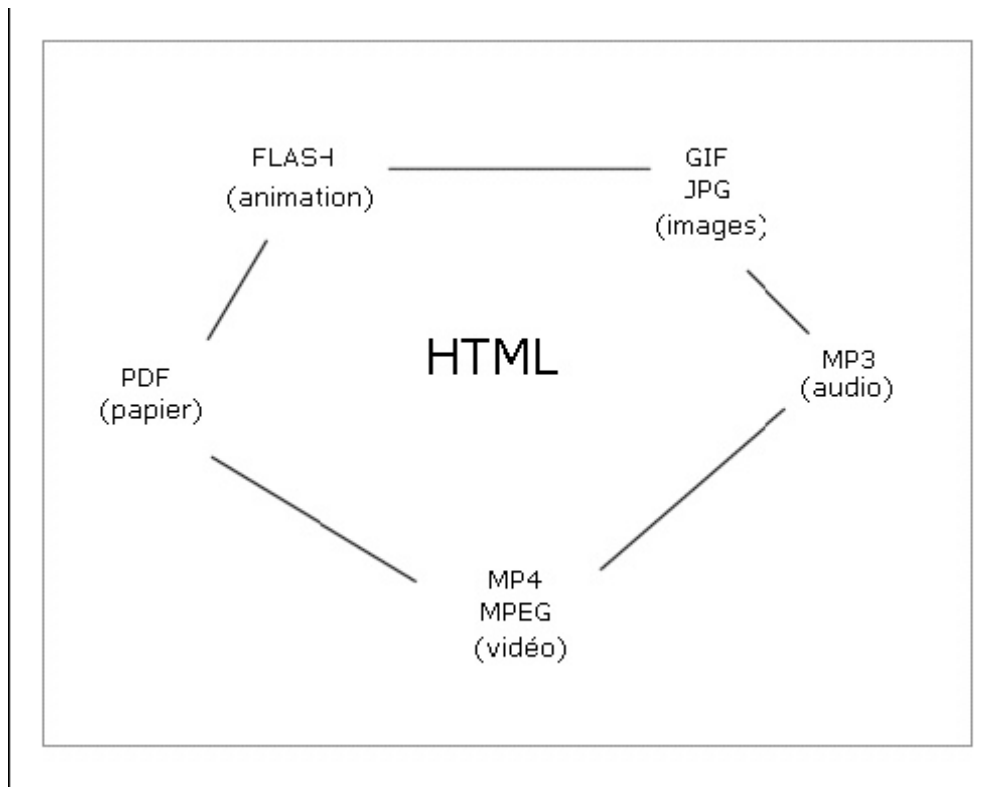 FLASH
(animation)
GIF
JPG
(images)
HTML
PDF
(papier)
MP3
(audio)
MP4
MPEG
(vidéo)